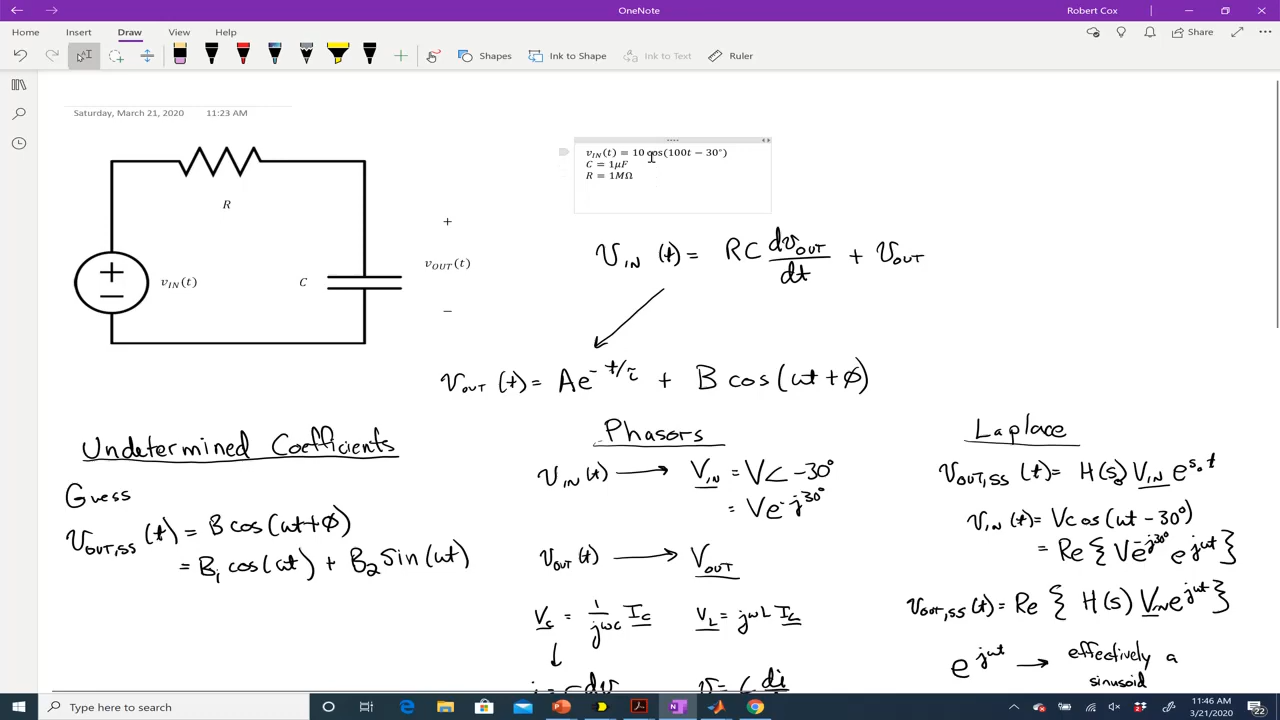 OneNote
Robert Cox
Home Insert Draw View Help
Share
Shapes
Ink to Shape
Ink to Text
Ruler
Saturday, March 21, 2020 11:23 AM
v_IN(t) = 10 cos(100t − 30°)
C = 1μF
R = 1MΩ
R
+
v_OUT(t)
−
v_IN(t)
C
+
−
V_IN (t) = RC dv_OUT/dt + V_OUT
V_OUT (t) = Ae^(-t/τ) + B cos(ωt+φ)
Undetermined Coefficients
Guess
V_OUT,SS (t) = B cos(ωt+φ)
= B₁ cos(ωt) + B₂ sin(ωt)
Phasors
V_IN (t) → V_IN = V∠−30°
= Ve^(-j30°)
V_OUT (t) → V_OUT
V_C = 1/jωC I_C V_L = jωL I_C
Laplace
V_OUT,SS (t) = H(s₀) V_IN e^(s₀t)
V_IN (t) = V cos(ωt − 30°)
= Re { Ve^(-j30°) e^(jωt) }
V_OUT,SS (t) = Re { H(s) V_IN e^(jωt) }
e^(jωt) → effectively a
sinusoid
Type here to search
11:46 AM
3/21/2020
22